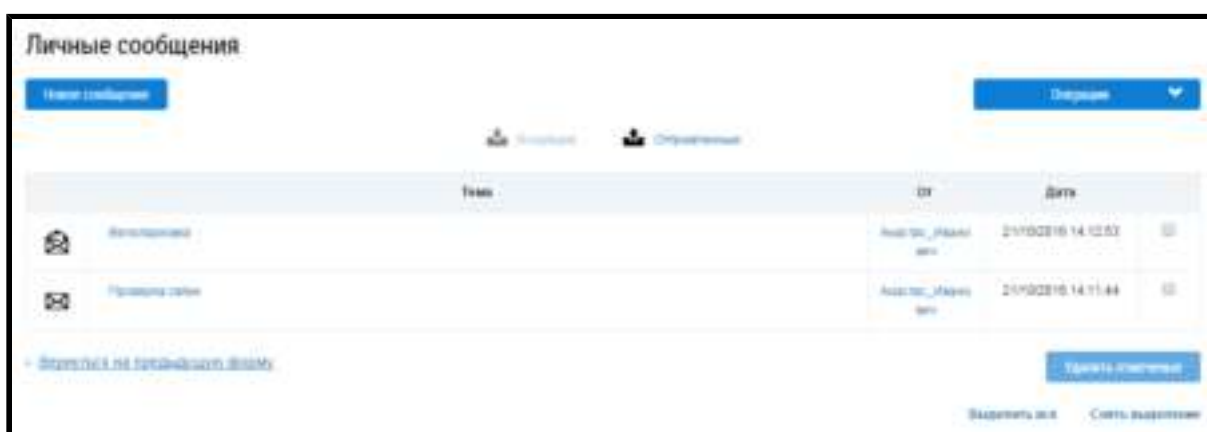 Личные сообщения
Новое сообщение
Операции
Отправленные
Тема От Дата
21/10/2016 14:12:53
Проверка связи 21/10/2016 14:11:44
Вернуться на предыдущую форму
Удалить отмеченные
Выделить все Снять выделение